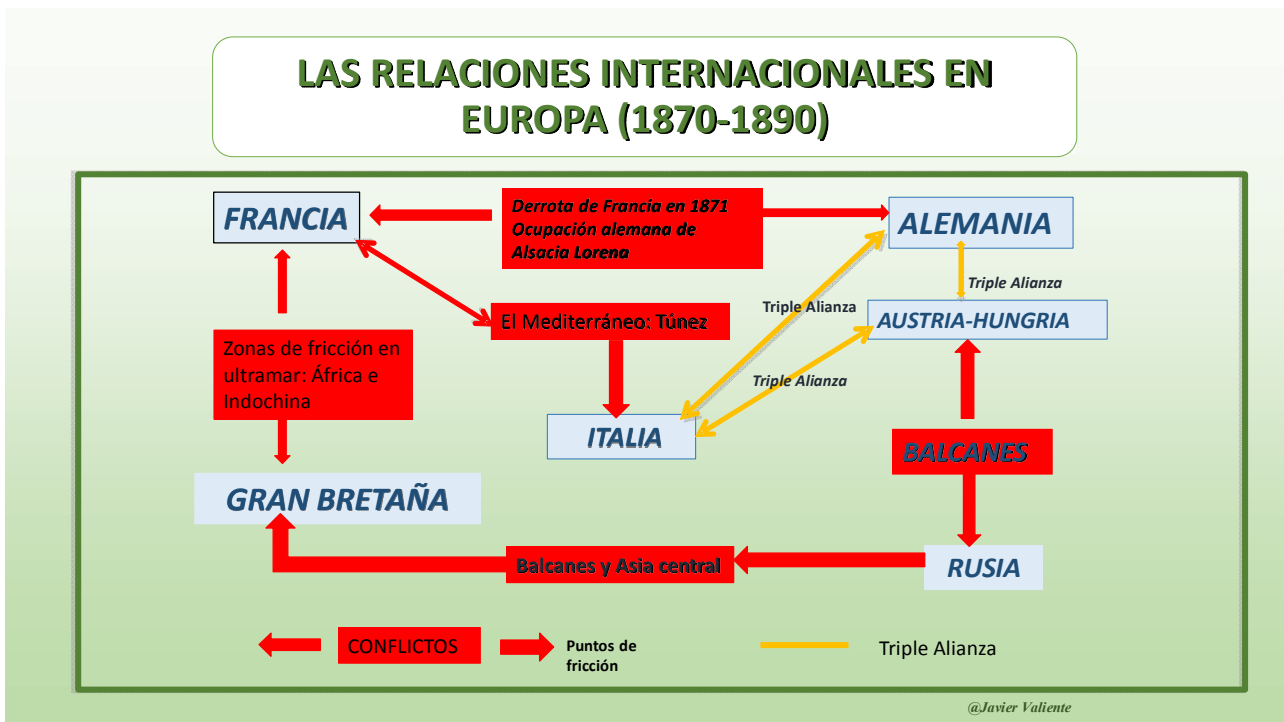 LAS RELACIONES INTERNACIONALES EN
EUROPA (1870-1890)
FRANCIA
Derrota de Francia en 1871
Ocupación alemana de
Alsacia Lorena
ALEMANIA
Triple Alianza
Triple Alianza
El Mediterráneo: Túnez
AUSTRIA-HUNGRIA
Zonas de fricción en
ultramar: África e
Indochina
Triple Alianza
ITALIA
BALCANES
GRAN BRETAÑA
Balcanes y Asia central
RUSIA
CONFLICTOS
Puntos de
fricción
Triple Alianza
@Javier Valiente